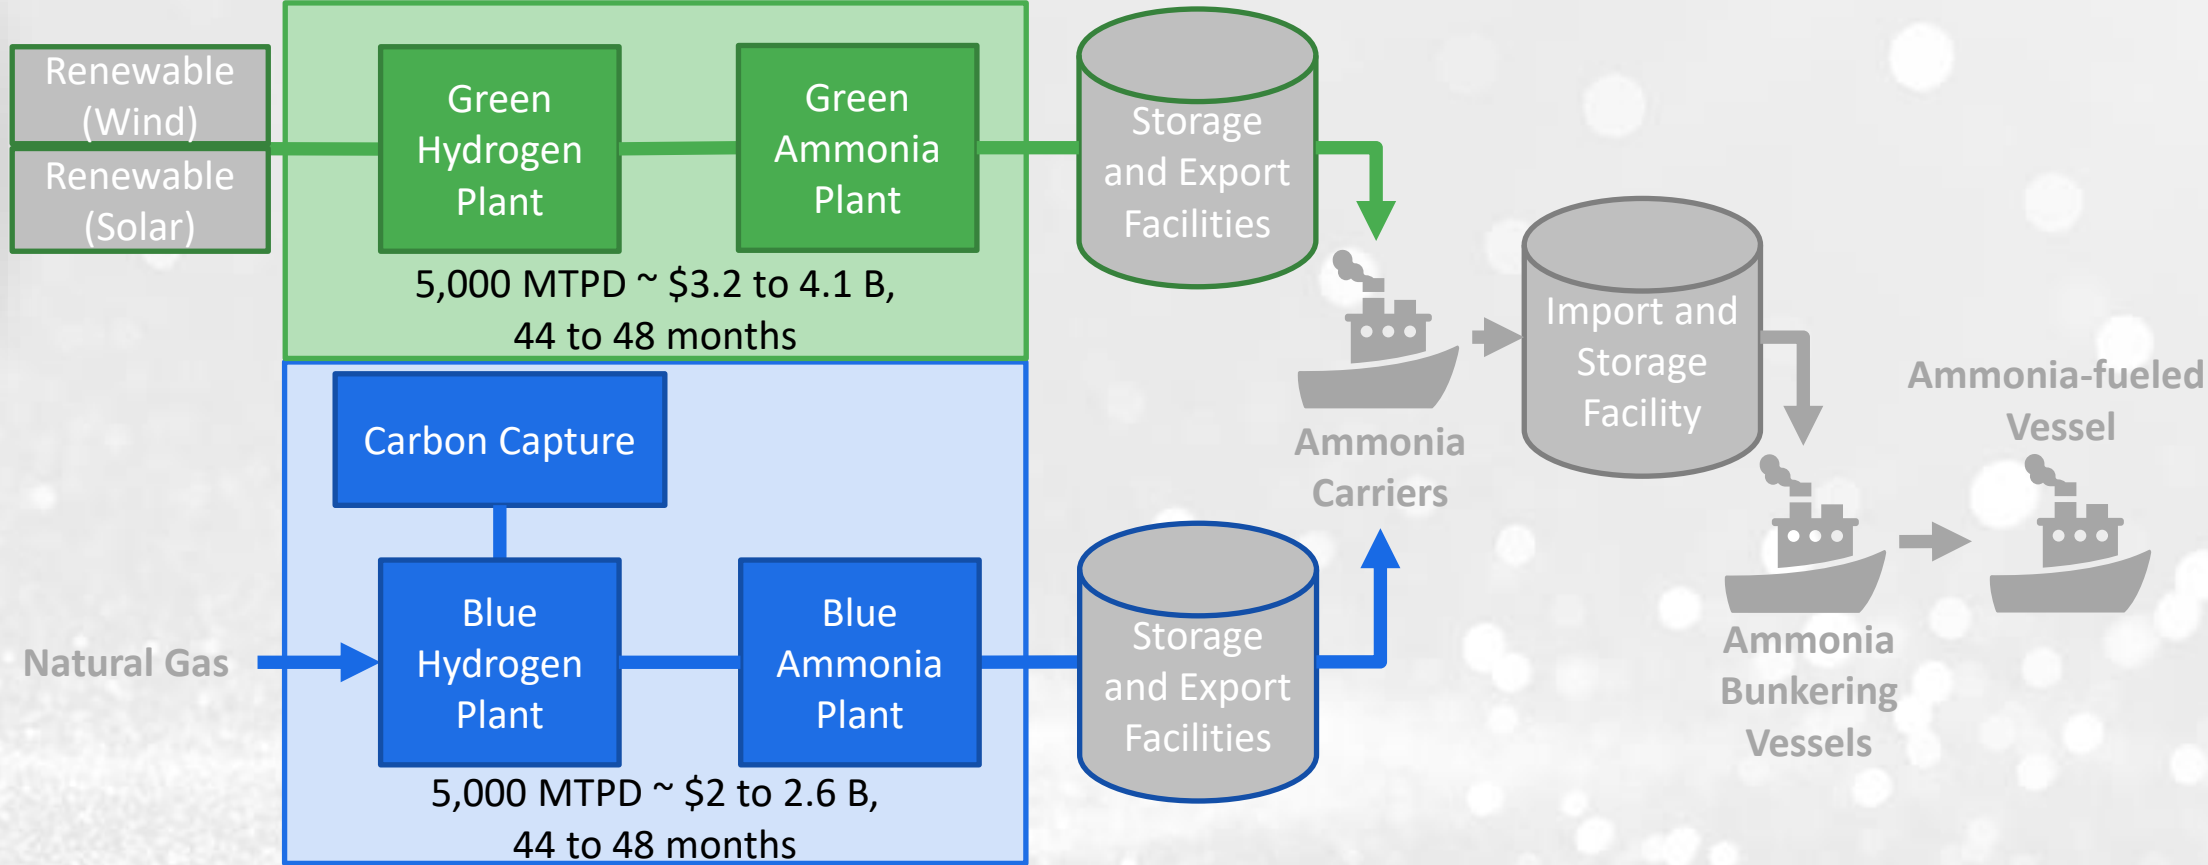 Renewable
(Wind)
Renewable
(Solar)
Green
Hydrogen
Plant
Green
Ammonia
Plant
5,000 MTPD ~ $3.2 to 4.1 B,
44 to 48 months
Storage
and Export
Facilities
Carbon Capture
Natural Gas
Blue
Hydrogen
Plant
Blue
Ammonia
Plant
5,000 MTPD ~ $2 to 2.6 B,
44 to 48 months
Storage
and Export
Facilities
Ammonia
Carriers
Import and
Storage
Facility
Ammonia
Bunkering
Vessels
Ammonia-fueled
Vessel